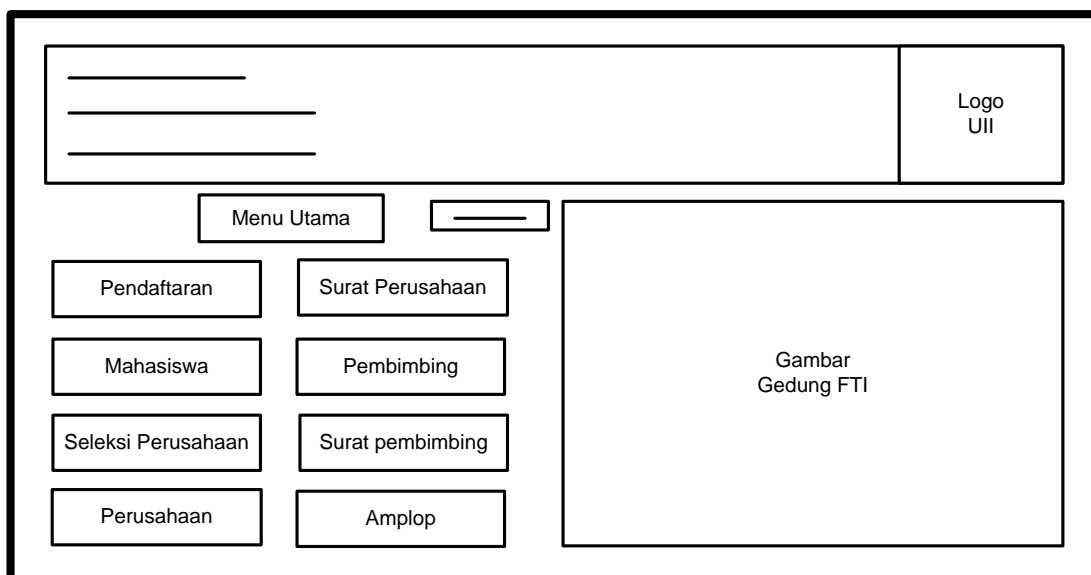 Logo
UII
Menu Utama
Pendaftaran
Surat Perusahaan
Mahasiswa
Pembimbing
Gambar
Gedung FTI
Seleksi Perusahaan
Surat pembimbing
Perusahaan
Amplop